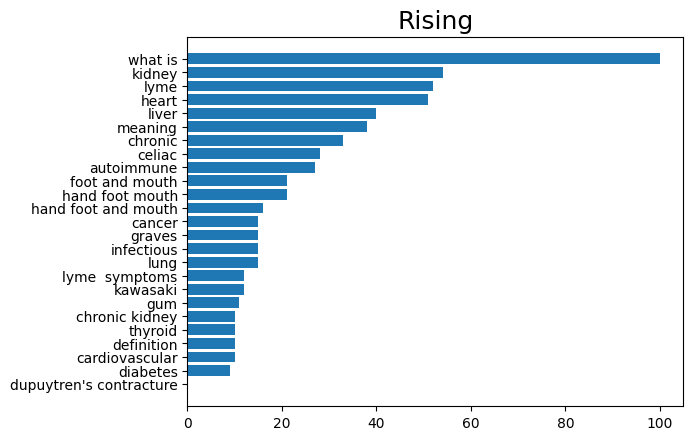 Rising
what is
kidney
lyme
heart
liver
meaning
chronic
celiac
autoimmune
foot and mouth
hand foot mouth
hand foot and mouth
cancer
graves
infectious
lung
lyme  symptoms
kawasaki
gum
chronic kidney
thyroid
definition
cardiovascular
diabetes
dupuytren's contracture
0 20 40 60 80 100